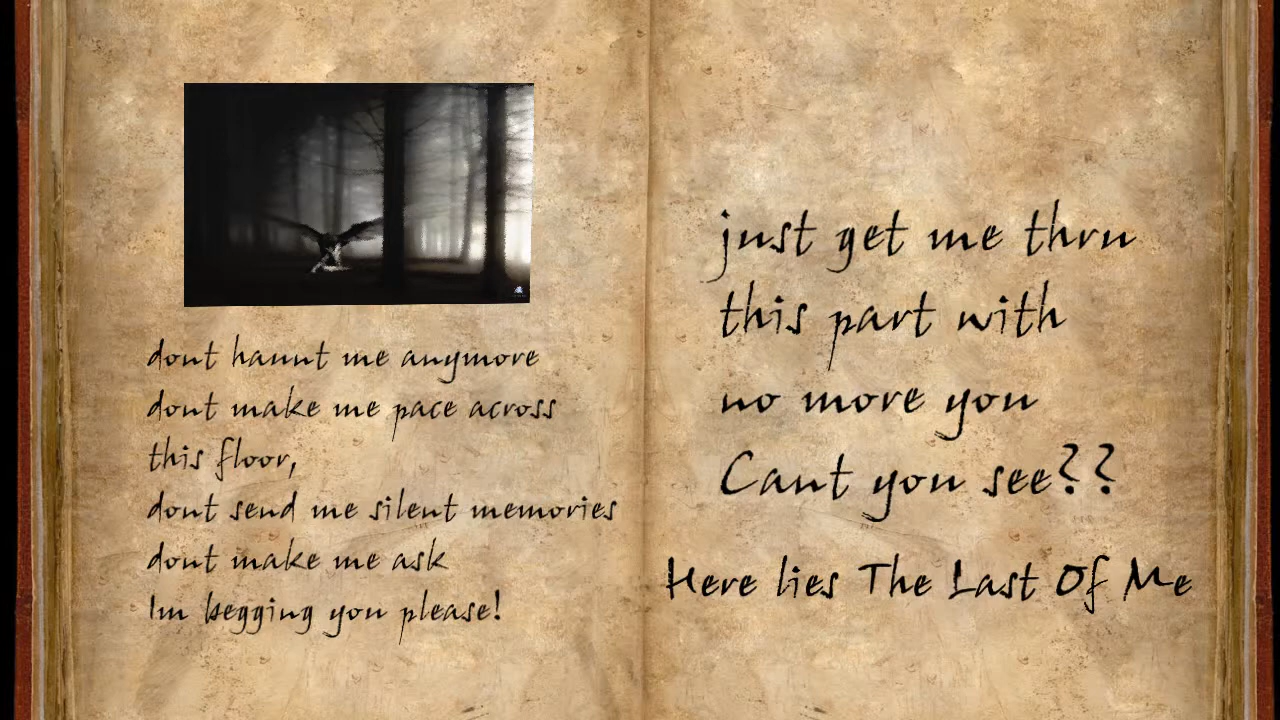 dont haunt me anymore
dont make me pace across
this floor,
dont send me silent memories
dont make me ask
Im begging you please!
just get me thru
this part with
no more you
Cant you see??
Here lies The Last Of Me